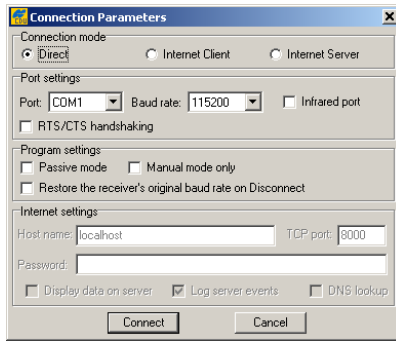 Connection Parameters
Connection mode
Direct Internet Client Internet Server
Port settings
Port: COM1 Baud rate: 115200 Infrared port
RTS/CTS handshaking
Program settings
Passive mode Manual mode only
Restore the receiver's original baud rate on Disconnect
Internet settings
Host name: localhost TCP port: 8000
Password:
Display data on server Log server events DNS lookup
Connect Cancel